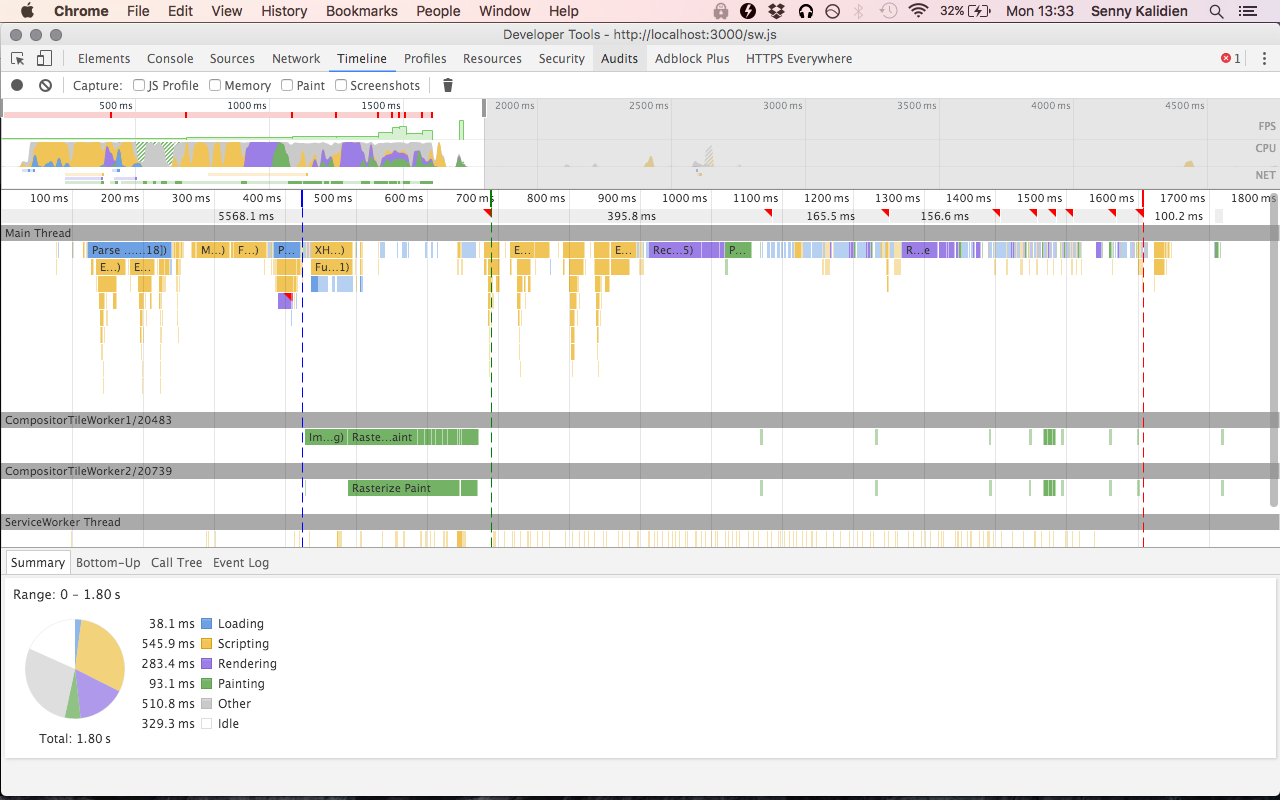 Chrome File Edit View History Bookmarks People Window Help 32% Mon 13:33 Senny Kalidien
Developer Tools - http://localhost:3000/sw.js
Elements Console Sources Network Timeline Profiles Resources Security Audits Adblock Plus HTTPS Everywhere 1
Capture: JS Profile Memory Paint Screenshots
500 ms 1000 ms 1500 ms 2000 ms 2500 ms 3000 ms 3500 ms 4000 ms 4500 ms
FPS
CPU
NET
100 ms 200 ms 300 ms 400 ms 500 ms 600 ms 700 ms 800 ms 900 ms 1000 ms 1100 ms 1200 ms 1300 ms 1400 ms 1500 ms 1600 ms 1700 ms 1800 ms
5568.1 ms 395.8 ms 165.5 ms 156.6 ms 100.2 ms
Main Thread
Parse ...…18]) M…) F…) P… XH…) E… E… Rec…5) P… R…e
E…) E… Fu…1)
CompositorTileWorker1/20483
Im…g) Raste…aint
CompositorTileWorker2/20739
Rasterize Paint
ServiceWorker Thread
Summary Bottom-Up Call Tree Event Log
Range: 0 – 1.80 s
38.1 ms Loading
545.9 ms Scripting
283.4 ms Rendering
93.1 ms Painting
510.8 ms Other
329.3 ms Idle
Total: 1.80 s